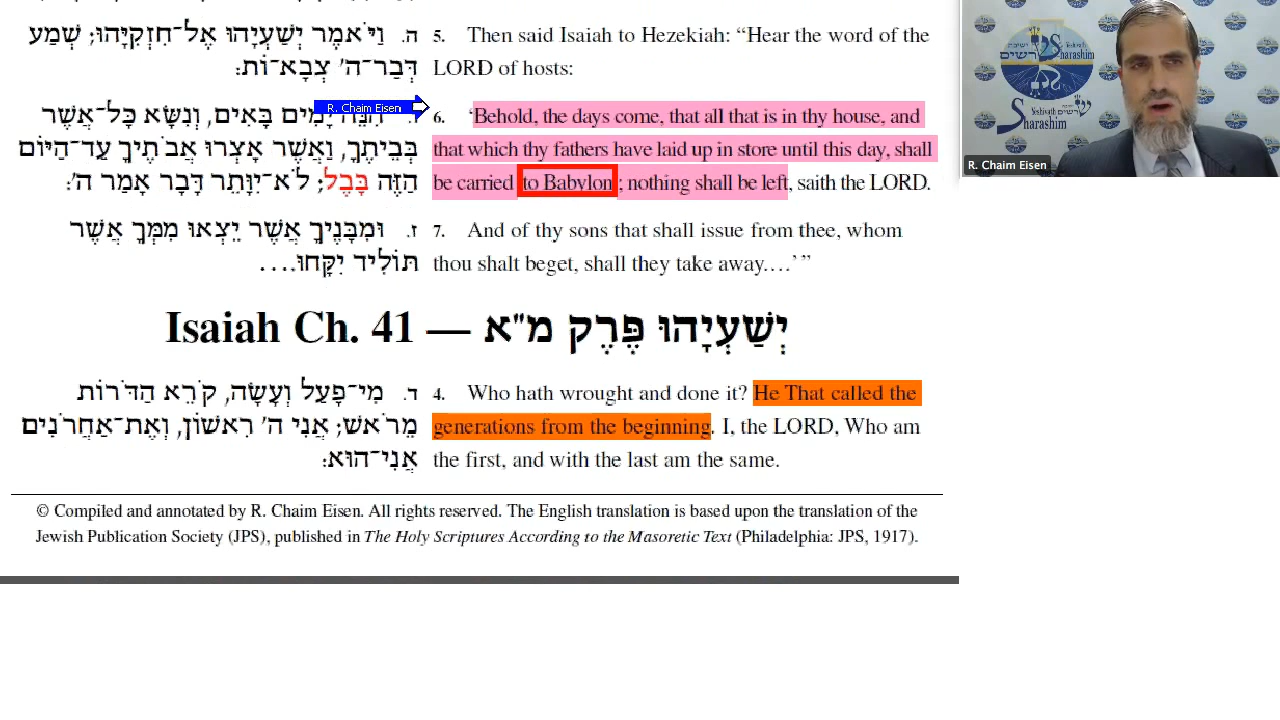 ה. וַיֹּאמֶר יְשַׁעְיָהוּ אֶל־חִזְקִיָּהוּ; שְׁמַע
דְּבַר־ה׳ צְבָא־וֹת:
5. Then said Isaiah to Hezekiah: “Hear the word of the
LORD of hosts:
יָמִים בָּאִים, וְנִשָּׂא כָּל־אֲשֶׁר
בְּבֵיתֶךָ, וַאֲשֶׁר אָצְרוּ אֲבֹתֶיךָ עַד־הַיּוֹם
הַזֶּה בָּבֶל; לֹא־יִוָּתֵר דָּבָר אָמַר ה׳:
R. Chaim Eisen
6. ‘Behold, the days come, that all that is in thy house, and
that which thy fathers have laid up in store until this day, shall
be carried to Babylon; nothing shall be left, saith the LORD.
ז. וּמִבָּנֶיךָ אֲשֶׁר יֵצְאוּ מִמְּךָ אֲשֶׁר
תּוֹלִיד יִקָּחוּ....
7. And of thy sons that shall issue from thee, whom
thou shalt beget, shall they take away....’”
Isaiah Ch. 41 — יְשַׁעְיָהוּ פֶּרֶק מ״א
ד. מִי־פָעַל וְעָשָׂה, קֹרֵא הַדֹּרוֹת
מֵרֹאשׁ; אֲנִי ה׳ רִאשׁוֹן, וְאֶת־אַחֲרֹנִים
אֲנִי־הוּא:
4. Who hath wrought and done it? He That called the
generations from the beginning. I, the LORD, Who am
the first, and with the last am the same.
© Compiled and annotated by R. Chaim Eisen. All rights reserved. The English translation is based upon the translation of the
Jewish Publication Society (JPS), published in The Holy Scriptures According to the Masoretic Text (Philadelphia: JPS, 1917).
Yeshivath
Sharashim
R. Chaim Eisen